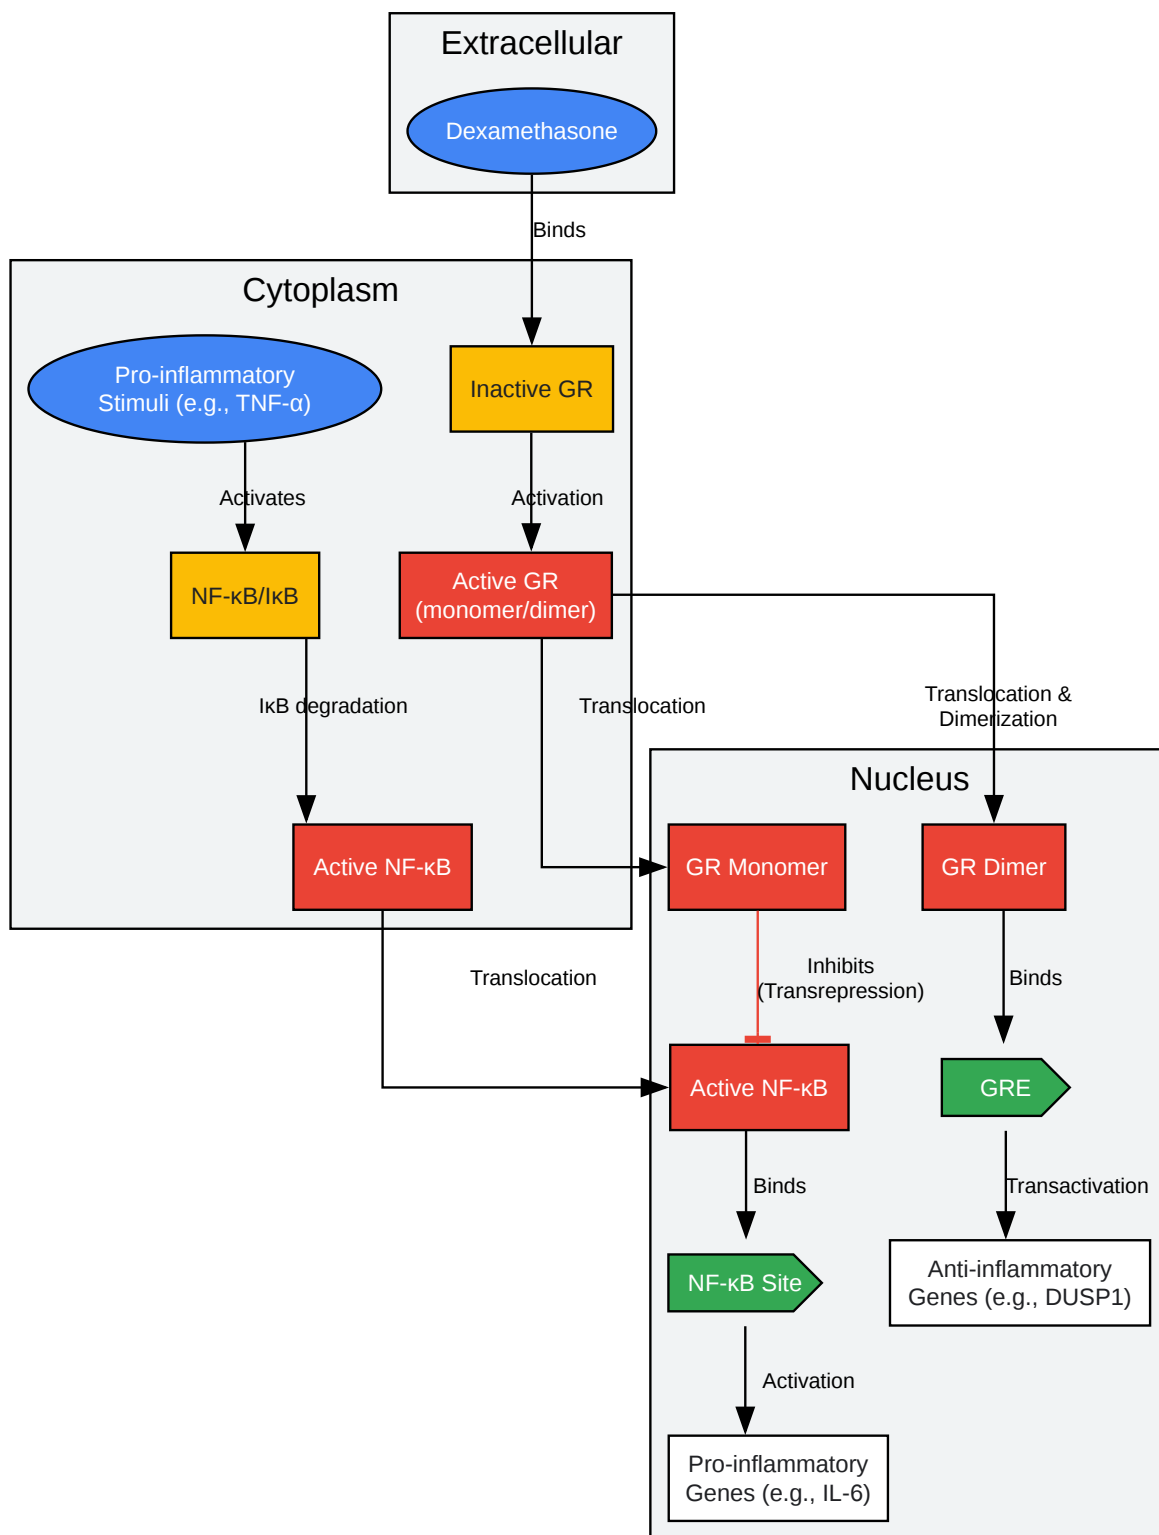 Extracellular
Dexamethasone
Binds
Cytoplasm
Pro-inflammatory
Stimuli (e.g., TNF-α)
Inactive GR
Activates
Activation
NF-κB/IκB
Active GR
(monomer/dimer)
IκB degradation
Translocation
Translocation &
Dimerization
Nucleus
Active NF-κB
GR Monomer
GR Dimer
Translocation
Inhibits
(Transrepression)
Binds
Active NF-κB
GRE
Binds
Transactivation
NF-κB Site
Anti-inflammatory
Genes (e.g., DUSP1)
Activation
Pro-inflammatory
Genes (e.g., IL-6)